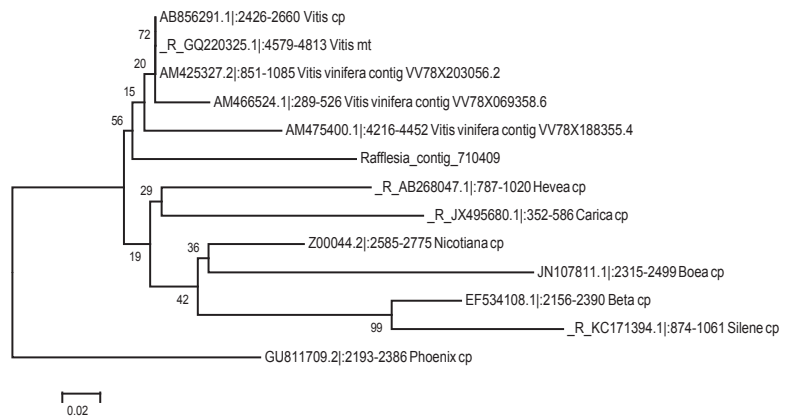 AB856291.1|:2426-2660 Vitis cp
72
_R_GQ220325.1|:4579-4813 Vitis mt
20
AM425327.2|:851-1085 Vitis vinifera contig VV78X203056.2
15
AM466524.1|:289-526 Vitis vinifera contig VV78X069358.6
56
AM475400.1|:4216-4452 Vitis vinifera contig VV78X188355.4
Rafflesia_contig_710409
29
_R_AB268047.1|:787-1020 Hevea cp
_R_JX495680.1|:352-586 Carica cp
36
Z00044.2|:2585-2775 Nicotiana cp
19
JN107811.1|:2315-2499 Boea cp
42
EF534108.1|:2156-2390 Beta cp
99
_R_KC171394.1|:874-1061 Silene cp
GU811709.2|:2193-2386 Phoenix cp
0.02